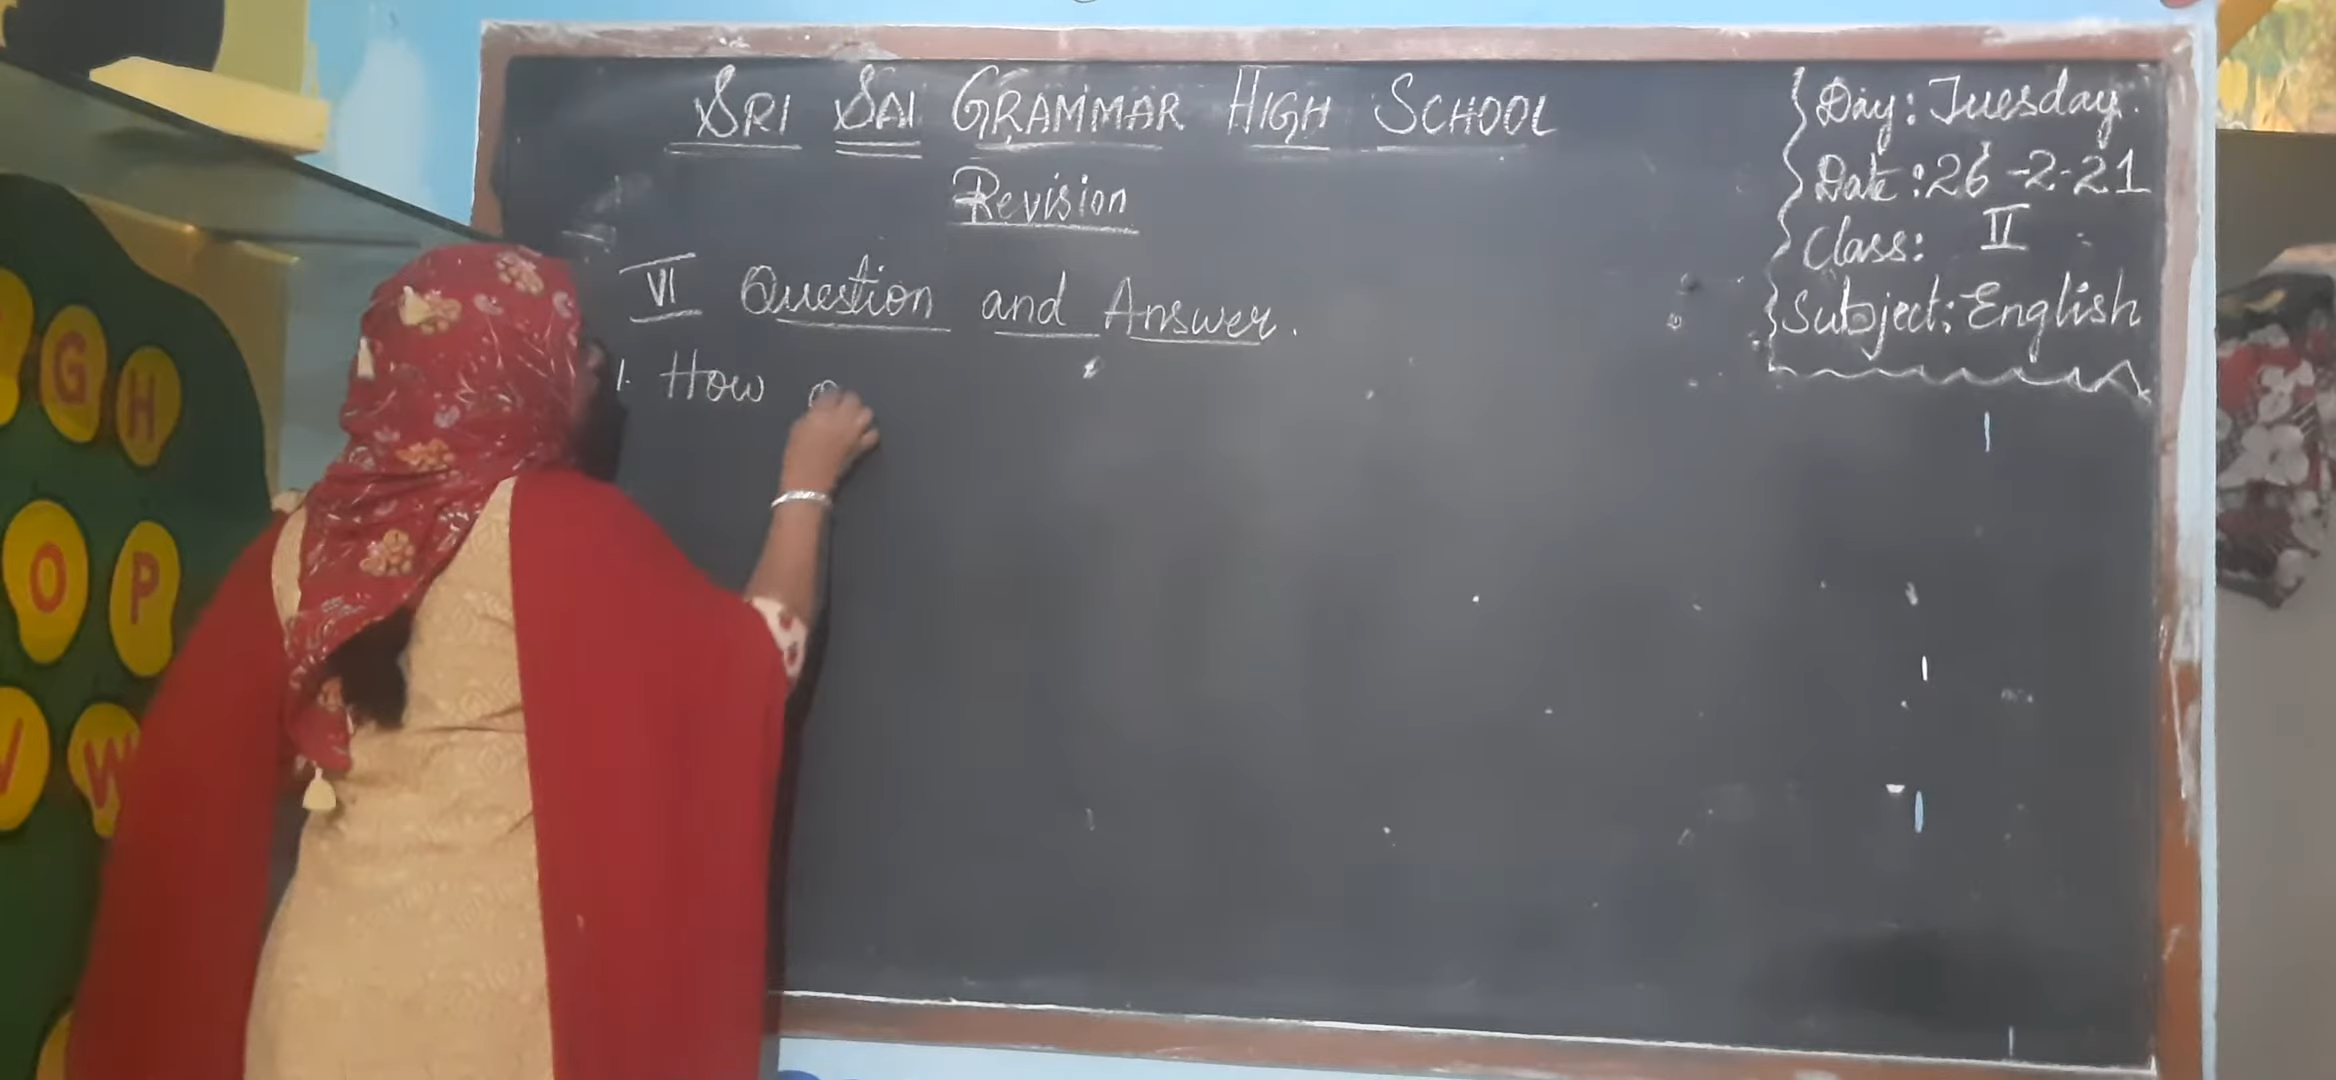 SRI SAI GRAMMAR HIGH SCHOOL
Revision
VI Question and Answer.
1. How
Day: Tuesday.
Date: 26-2-21
Class: II
Subject: English
G H
O P
V W